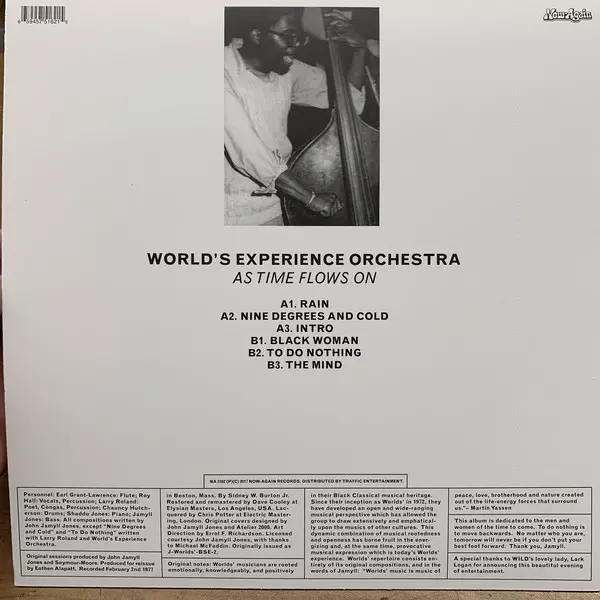 6 59457 51621 5
Now-Again
WORLD'S EXPERIENCE ORCHESTRA
AS TIME FLOWS ON
A1. RAIN
A2. NINE DEGREES AND COLD
A3. INTRO
B1. BLACK WOMAN
B2. TO DO NOTHING
B3. THE MIND
NA 5162 (P)(C) 2017 NOW-AGAIN RECORDS. DISTRIBUTED BY TRAFFIC ENTERTAINMENT.
Personnel: Earl Grant-Lawrence: Flute; Roy
Hall: Vocals, Percussion; Larry Roland:
Poet, Congas, Percussion; Chauncy Hutch-
erson: Drums; Shaddu Jones: Piano; Jamyll
Jones: Bass. All compositions written by
John Jamyll Jones, except "Nine Degrees
and Cold" and "To Do Nothing" written
with Larry Roland and World's Experience
Orchestra.
Original sessions produced by John Jamyll
Jones and Seymour-Moore. Produced for reissue
by Eothen Alapatt. Recorded February 2nd 1977
in Boston, Mass. By Sidney W. Burton Jr.
Restored and remastered by Dave Cooley at
Elysian Masters, Los Angeles, USA. Lac-
quered by Chris Potter at Electric Master-
ing, London. Original covers designed by
John Jamyll Jones and Atelier 2000. Art
Direction by Errol F. Richardson. Licensed
courtesy John Jamyll Jones, with thanks
to Michael McFaddin. Originally issued as
J-Worlds'-BSE-2.
Original notes: Worlds' musicians are rooted
emotionally, knowledgeably, and positively
in their Black Classical musical heritage.
Since their inception as Worlds' in 1972, they
have developed an open and wide-ranging
musical perspective which has allowed the
group to draw extensively and emphatical-
ly upon the musics of other cultures. This
dynamic combination of musical rootedness
and openness has borne fruit in the ener-
gizing and, at the same time, provocative
musical expression which is today's Worlds'
experience. Worlds' repertoire consists en-
tirely of its original compositions, and in the
words of Jamyll: "Worlds' music is music of
peace, love, brotherhood and nature created
out of the life-energy forces that surround
us."– Martin Yassen
This album is dedicated to the men and
women of the time to come. To do nothing is
to move backwards. No matter who you are,
tomorrow will never be if you don't put your
best foot forward. Thank you, Jamyll.
A special thanks to WILD's lovely lady, Lark
Logan for announcing this beautiful evening
of entertainment.